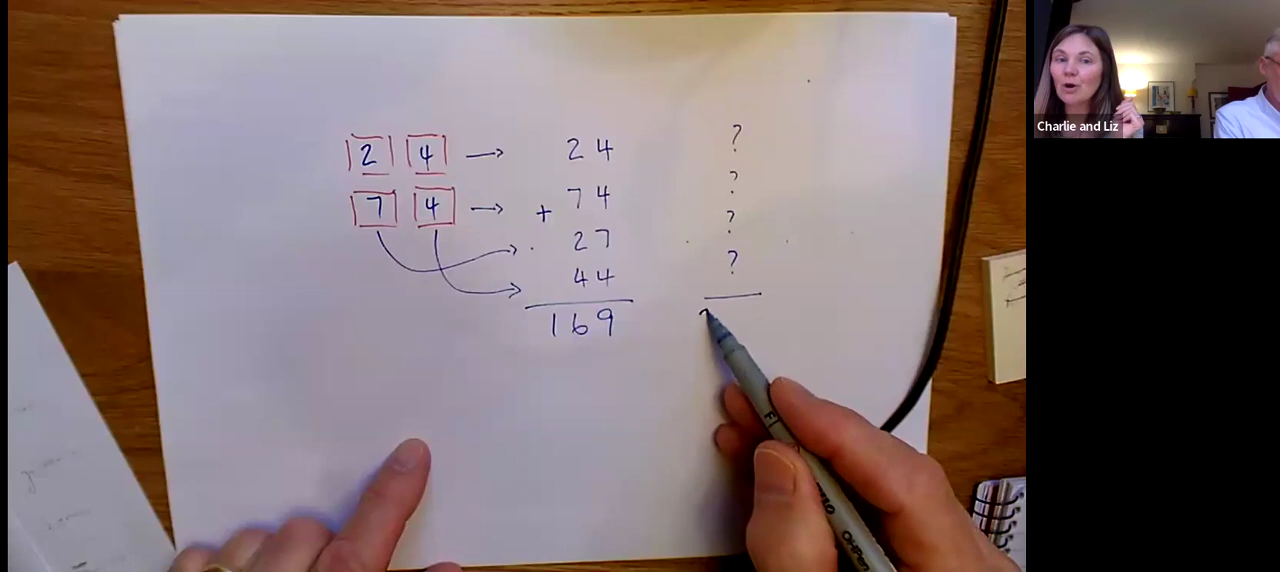 2 4 → 24 ?
7 4 → + 74 ?
27 ?
44 ?
169
Charlie and Liz